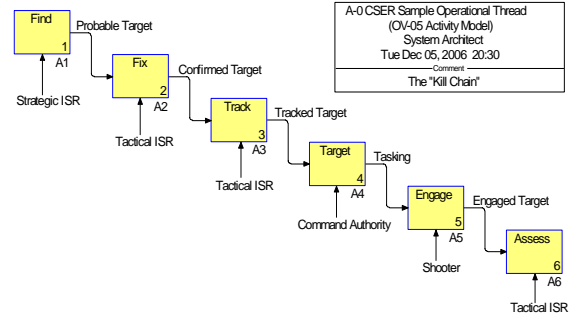 A-0 CSER Sample Operational Thread
(OV-05 Activity Model)
System Architect
Tue Dec 05, 2006 20:30
Comment
The "Kill Chain"
Find
1
A1
Probable Target
Strategic ISR
Fix
2
A2
Confirmed Target
Tactical ISR
Track
3
A3
Tracked Target
Tactical ISR
Target
4
A4
Tasking
Command Authority
Engage
5
A5
Engaged Target
Shooter
Assess
6
A6
Tactical ISR